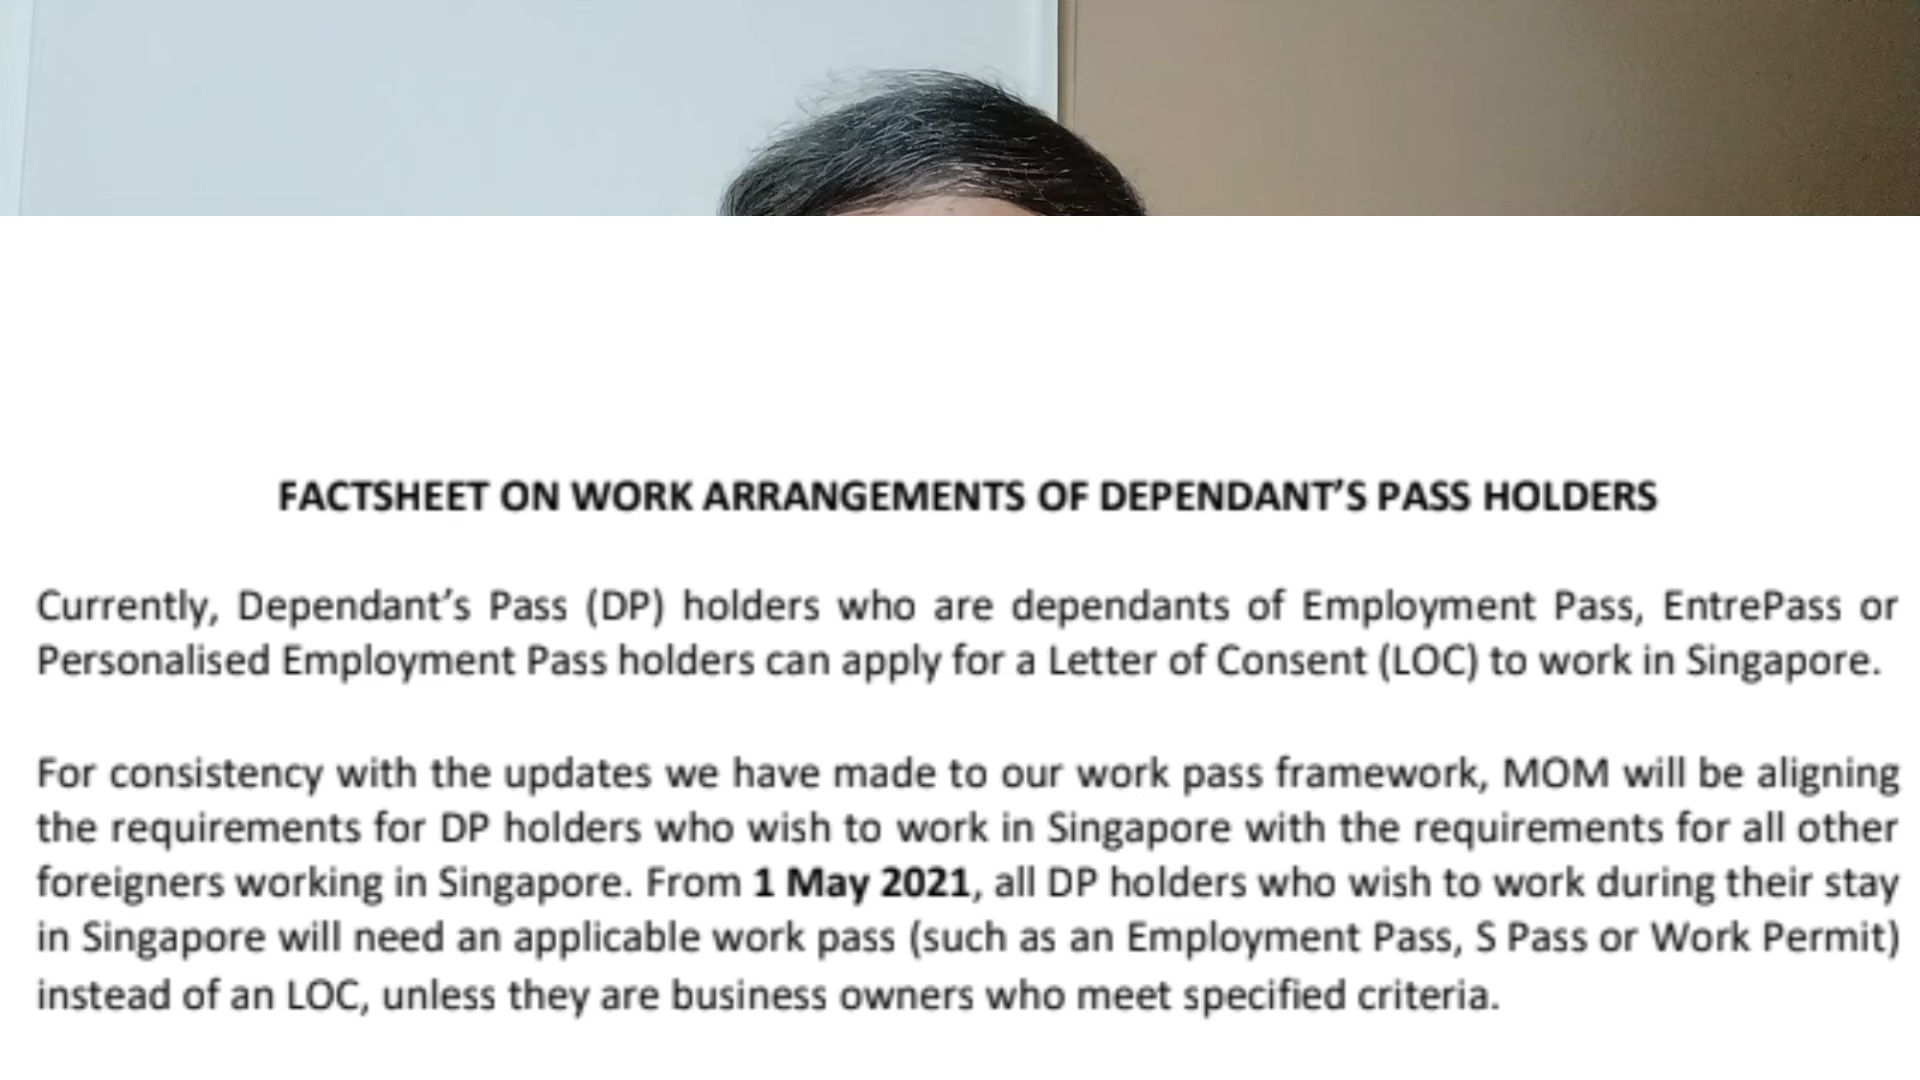 FACTSHEET ON WORK ARRANGEMENTS OF DEPENDANT’S PASS HOLDERS
Currently, Dependant’s Pass (DP) holders who are dependants of Employment Pass, EntrePass or
Personalised Employment Pass holders can apply for a Letter of Consent (LOC) to work in Singapore.
For consistency with the updates we have made to our work pass framework, MOM will be aligning
the requirements for DP holders who wish to work in Singapore with the requirements for all other
foreigners working in Singapore. From 1 May 2021, all DP holders who wish to work during their stay
in Singapore will need an applicable work pass (such as an Employment Pass, S Pass or Work Permit)
instead of an LOC, unless they are business owners who meet specified criteria.